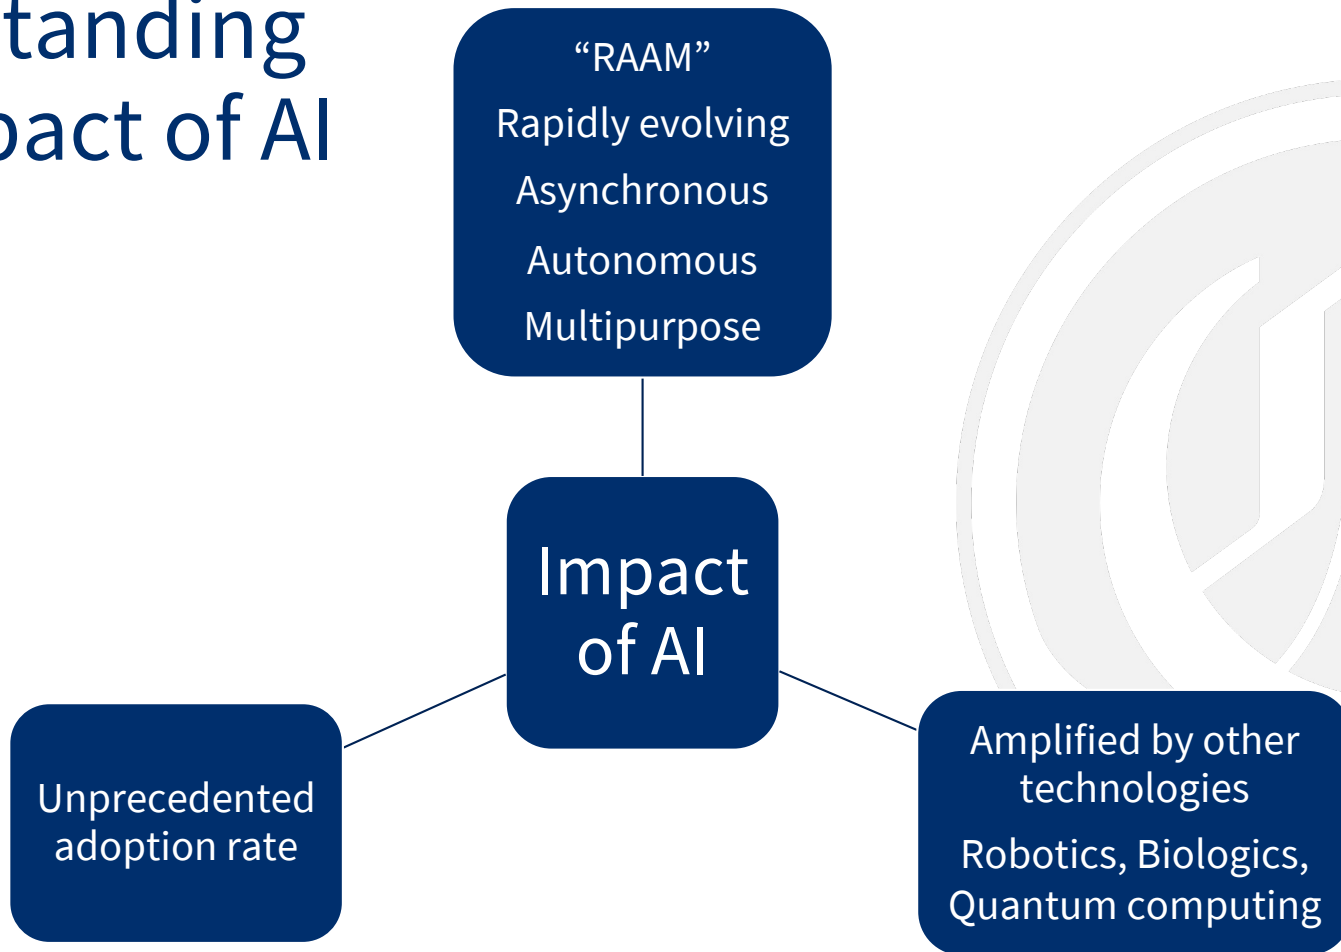 tanding
pact of AI
“RAAM”
Rapidly evolving
Asynchronous
Autonomous
Multipurpose
Impact
of AI
Unprecedented
adoption rate
Amplified by other
technologies
Robotics, Biologics,
Quantum computing